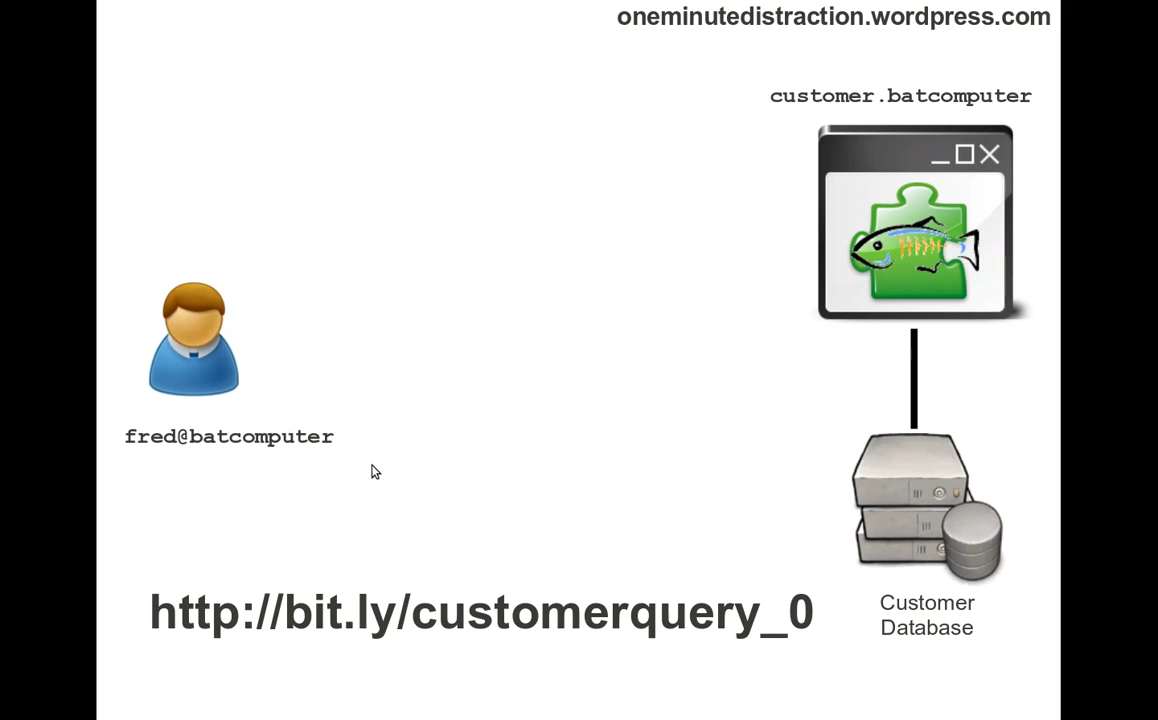 oneminutedistraction.wordpress.com
customer.batcomputer
fred@batcomputer
http://bit.ly/customerquery_0
Customer
Database